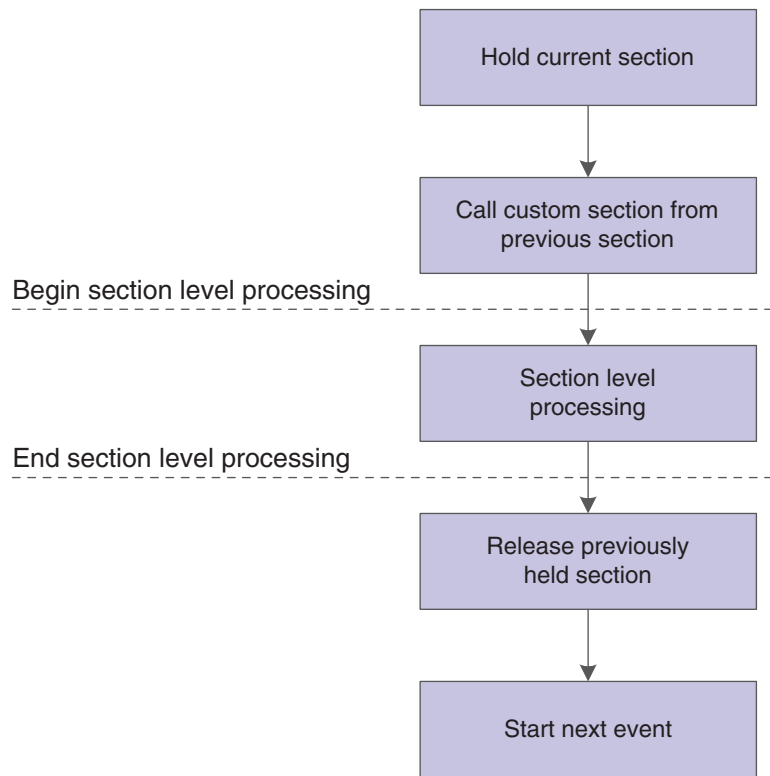 Hold current section
Call custom section from
previous section
Begin section level processing
Section level
processing
End section level processing
Release previously
held section
Start next event